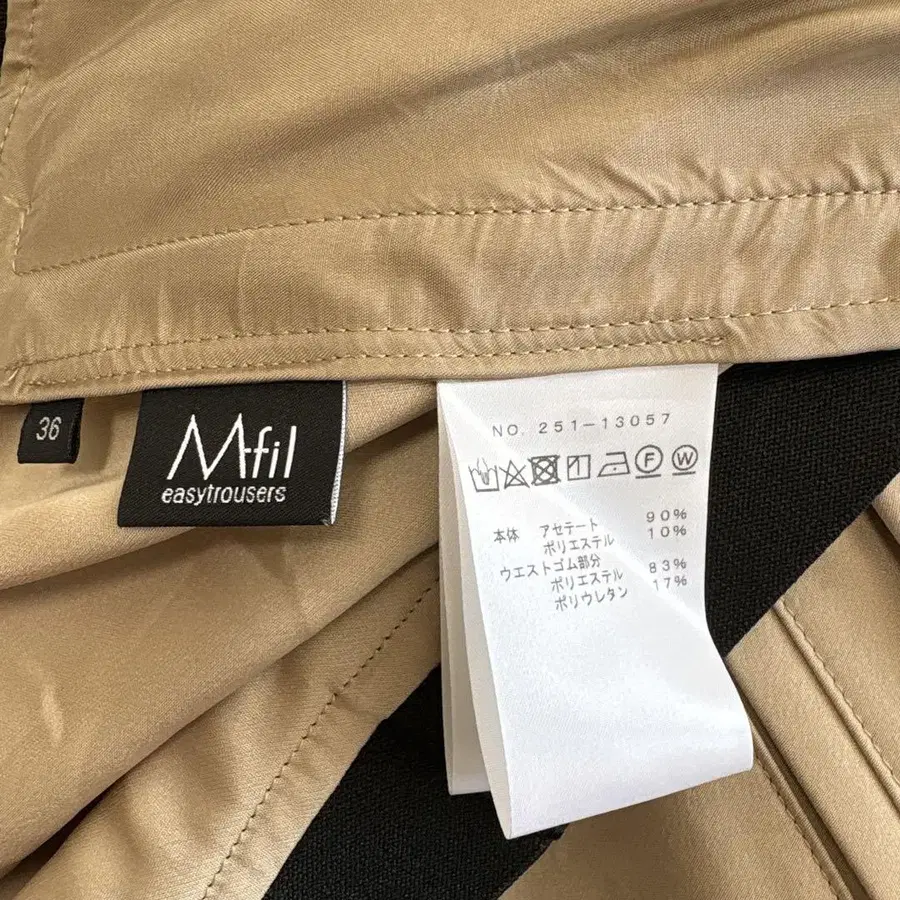 36
Mfil
easytrousers
NO. 251-13057
F W
本体 アセテート 90%
ポリエステル 10%
ウエストゴム部分
ポリエステル 83%
ポリウレタン 17%